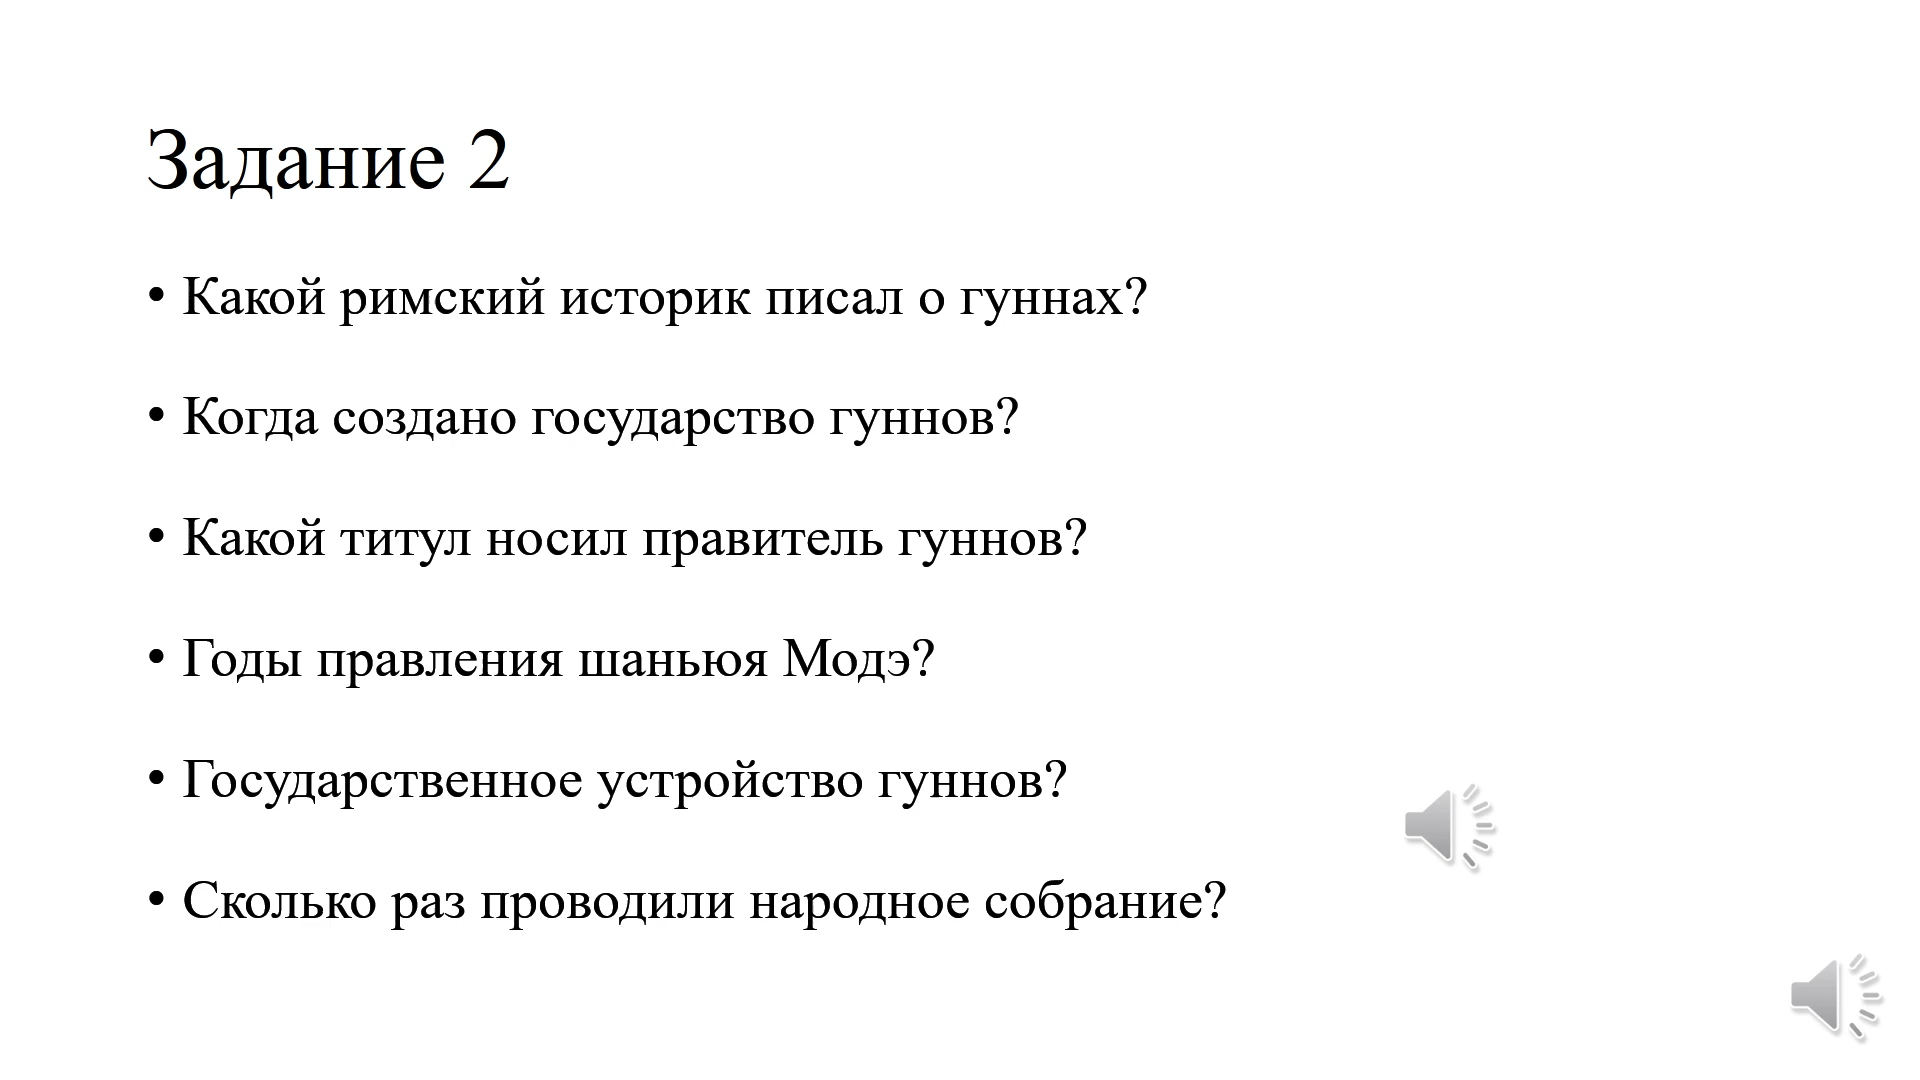 Задание 2
• Какой римский историк писал о гуннах?
• Когда создано государство гуннов?
• Какой титул носил правитель гуннов?
• Годы правления шаньюя Модэ?
• Государственное устройство гуннов?
• Сколько раз проводили народное собрание?